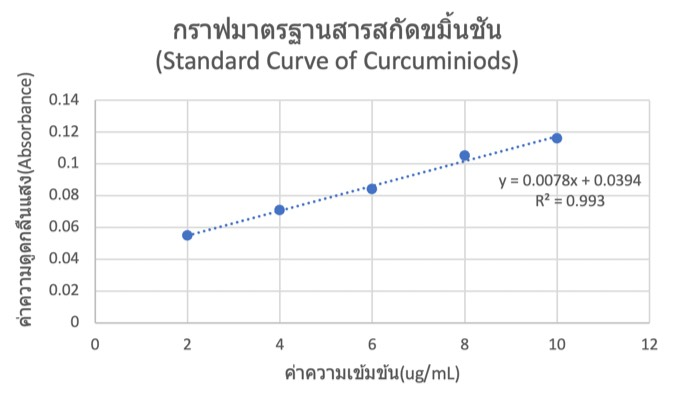 กราฟมาตรฐานสารสกัดขมิ้นชัน
(Standard Curve of Curcuminiods)
ค่าความดูดกลืนแสง(Absorbance)
0.14
0.12
0.1
0.08
0.06
0.04
0.02
0
y = 0.0078x + 0.0394
R² = 0.993
0 2 4 6 8 10 12
ค่าความเข้มข้น(ug/mL)